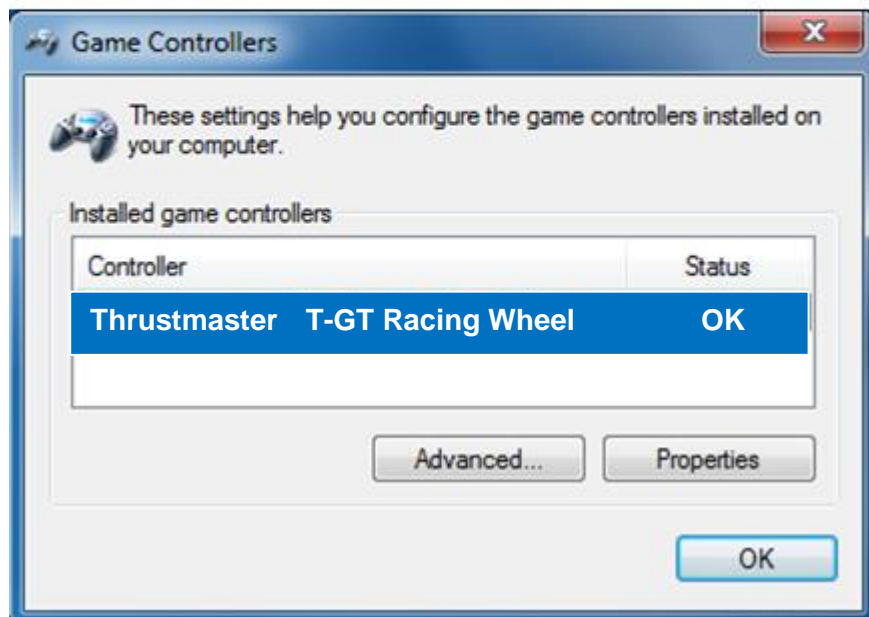 Game Controllers
These settings help you configure the game controllers installed on
your computer.
Installed game controllers
Controller Status
Thrustmaster T-GT Racing Wheel OK
Advanced... Properties
OK